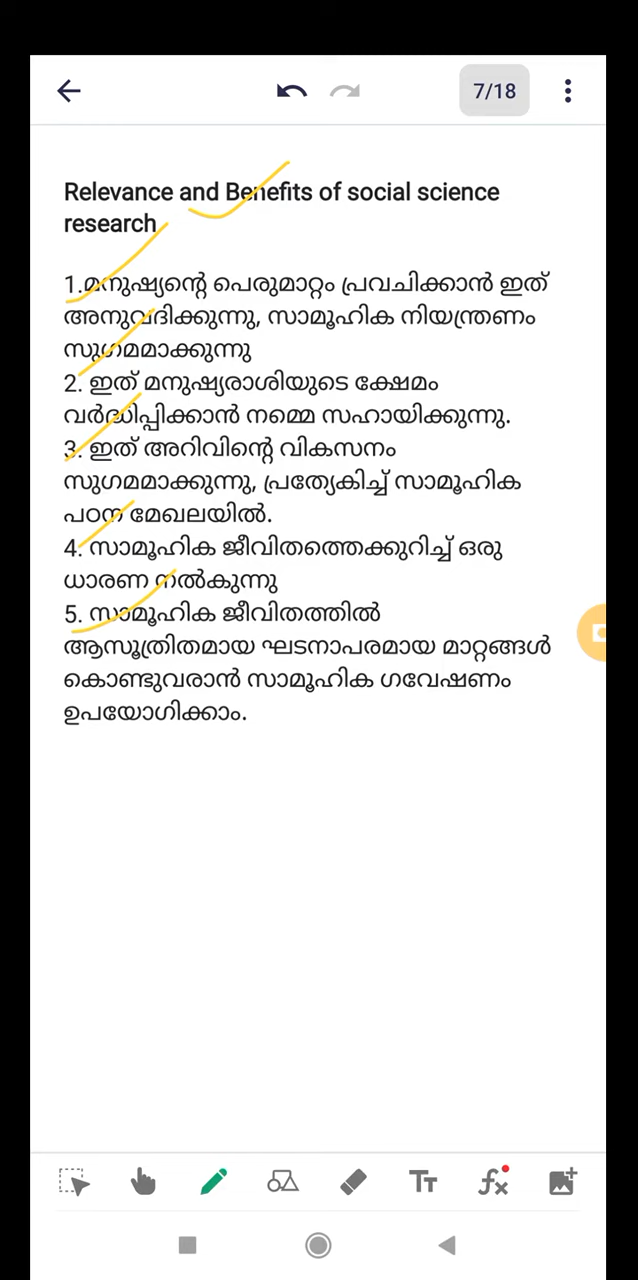 7/18
Relevance and Benefits of social science
research
1.മനുഷ്യന്റെ പെരുമാറ്റം പ്രവചിക്കാൻ ഇത്
അനുവദിക്കുന്നു, സാമൂഹിക നിയന്ത്രണം
സുഗമമാക്കുന്നു
2. ഇത് മനുഷ്യരാശിയുടെ ക്ഷേമം
വർദ്ധിപ്പിക്കാൻ നമ്മെ സഹായിക്കുന്നു.
3. ഇത് അറിവിന്റെ വികസനം
സുഗമമാക്കുന്നു, പ്രത്യേകിച്ച് സാമൂഹിക
പഠന മേഖലയിൽ.
4. സാമൂഹിക ജീവിതത്തെക്കുറിച്ച് ഒരു
ധാരണ നൽകുന്നു
5. സാമൂഹിക ജീവിതത്തിൽ
ആസൂത്രിതമായ ഘടനാപരമായ മാറ്റങ്ങൾ
കൊണ്ടുവരാൻ സാമൂഹിക ഗവേഷണം
ഉപയോഗിക്കാം.
TT fx